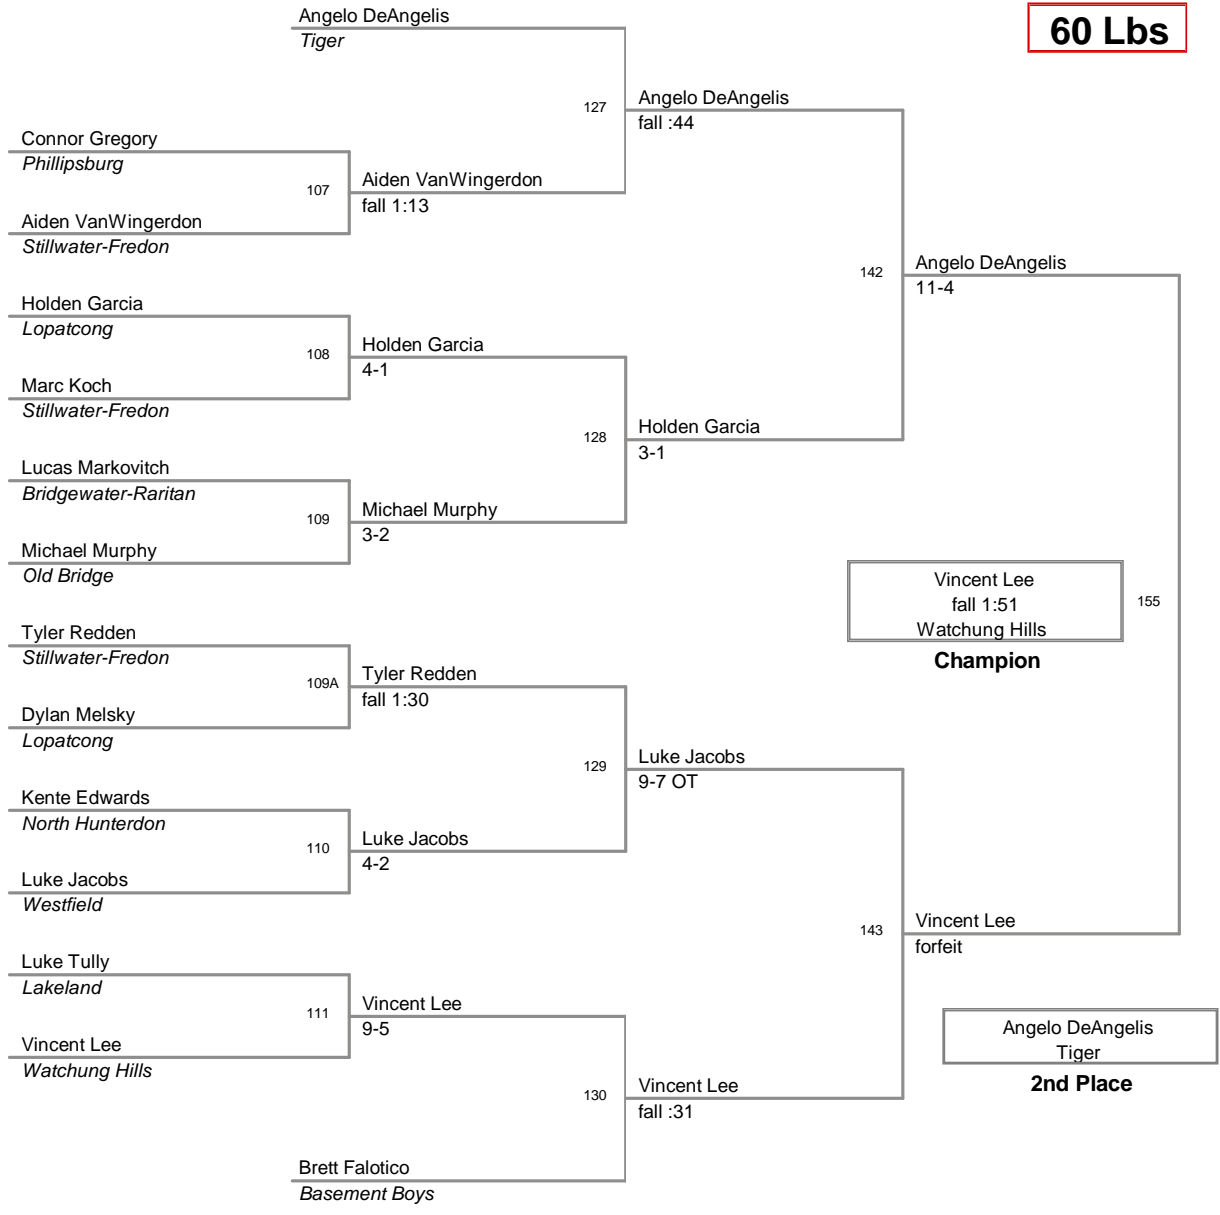 Angelo DeAngelis
Tiger
60 Lbs
127
Angelo DeAngelis
fall :44
Connor Gregory
Phillipsburg
107
Aiden VanWingerdon
fall 1:13
Aiden VanWingerdon
Stillwater-Fredon
142
Angelo DeAngelis
11-4
Holden Garcia
Lopatcong
108
Holden Garcia
4-1
Marc Koch
Stillwater-Fredon
128
Holden Garcia
3-1
Lucas Markovitch
Bridgewater-Raritan
109
Michael Murphy
3-2
Michael Murphy
Old Bridge
Vincent Lee
fall 1:51
Watchung Hills
155
Champion
Tyler Redden
Stillwater-Fredon
109A
Tyler Redden
fall 1:30
Dylan Melsky
Lopatcong
129
Luke Jacobs
9-7 OT
Kente Edwards
North Hunterdon
110
Luke Jacobs
4-2
Luke Jacobs
Westfield
143
Vincent Lee
forfeit
Luke Tully
Lakeland
111
Vincent Lee
9-5
Vincent Lee
Watchung Hills
Angelo DeAngelis
Tiger
2nd Place
130
Vincent Lee
fall :31
Brett Falotico
Basement Boys